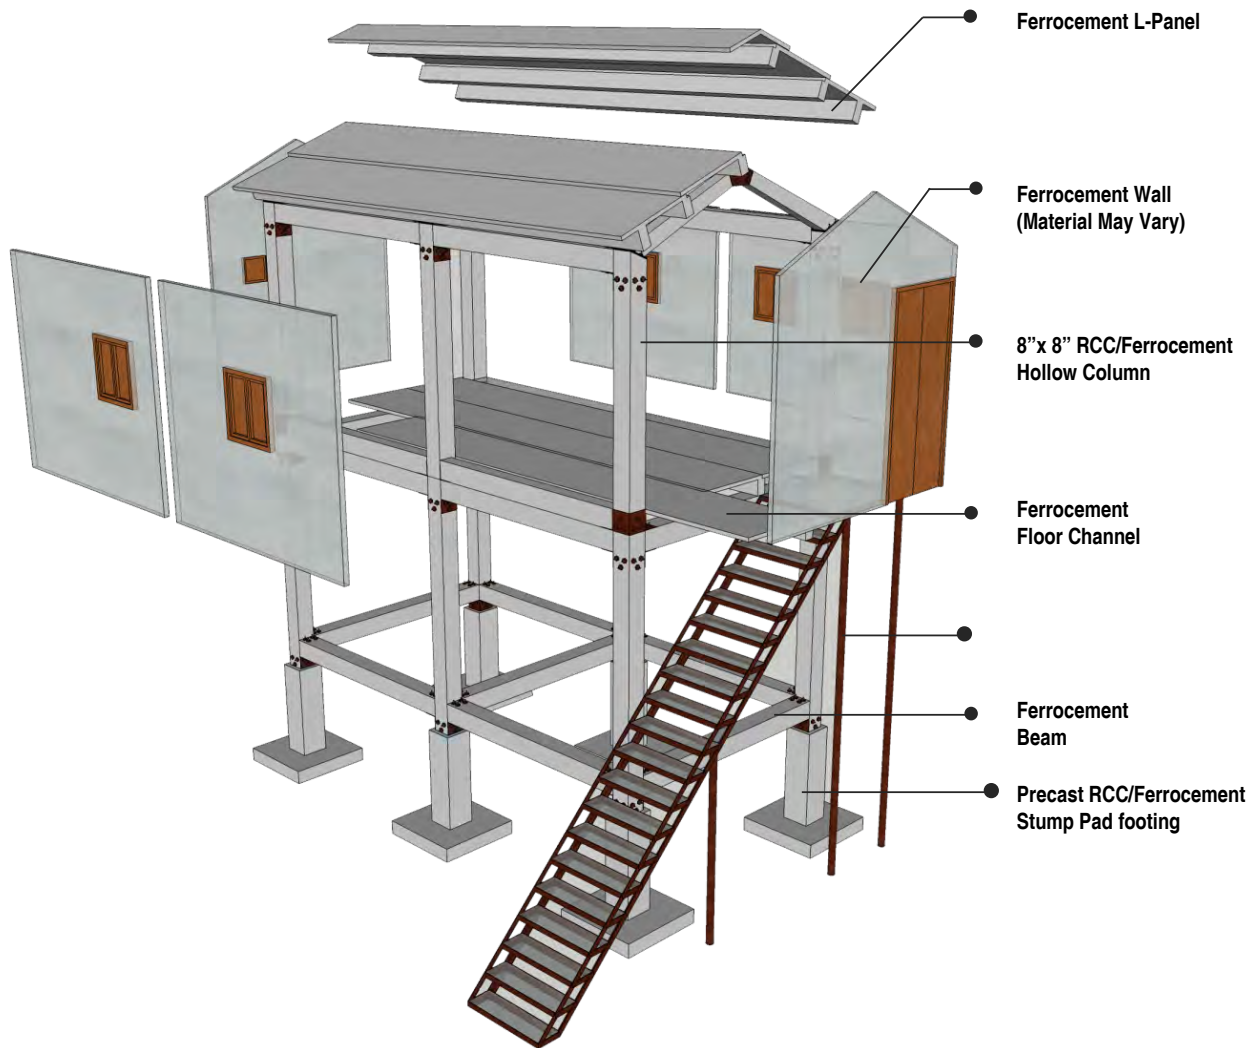 Ferrocement L-Panel
Ferrocement Wall
(Material May Vary)
8”x 8” RCC/Ferrocement
Hollow Column
Ferrocement
Floor Channel
Ferrocement
Beam
Precast RCC/Ferrocement
Stump Pad footing